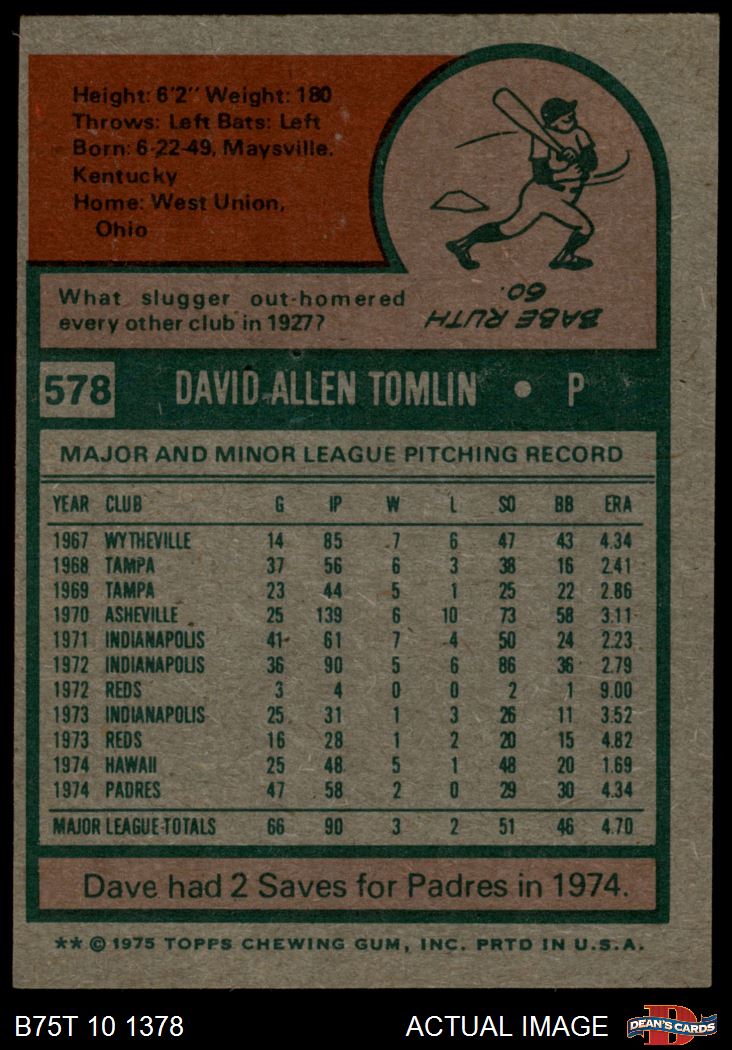 Height: 6'2" Weight: 180
Throws: Left Bats: Left
Born: 6-22-49, Maysville,
Kentucky
Home: West Union,
Ohio
What slugger out-homered
every other club in 1927?
BABE RUTH
60.
578 DAVID ALLEN TOMLIN • P
MAJOR AND MINOR LEAGUE PITCHING RECORD
YEAR CLUB G IP W L SO BB ERA
1967 WYTHEVILLE 14 85 7 6 47 43 4.34
1968 TAMPA 37 56 6 3 38 16 2.41
1969 TAMPA 23 44 5 1 25 22 2.86
1970 ASHEVILLE 25 139 6 10 73 58 3.11
1971 INDIANAPOLIS 41 61 7 4 50 24 2.23
1972 INDIANAPOLIS 36 90 5 6 86 36 2.79
1972 REDS 3 4 0 0 2 1 9.00
1973 INDIANAPOLIS 25 31 1 3 26 11 3.52
1973 REDS 16 28 1 2 20 15 4.82
1974 HAWAII 25 48 5 1 48 20 1.69
1974 PADRES 47 58 2 0 29 30 4.34
MAJOR LEAGUE TOTALS 66 90 3 2 51 46 4.70
Dave had 2 Saves for Padres in 1974.
** © 1975 TOPPS CHEWING GUM, INC. PRTD IN U.S.A.
B75T 10 1378 ACTUAL IMAGE DEAN'S CARDS